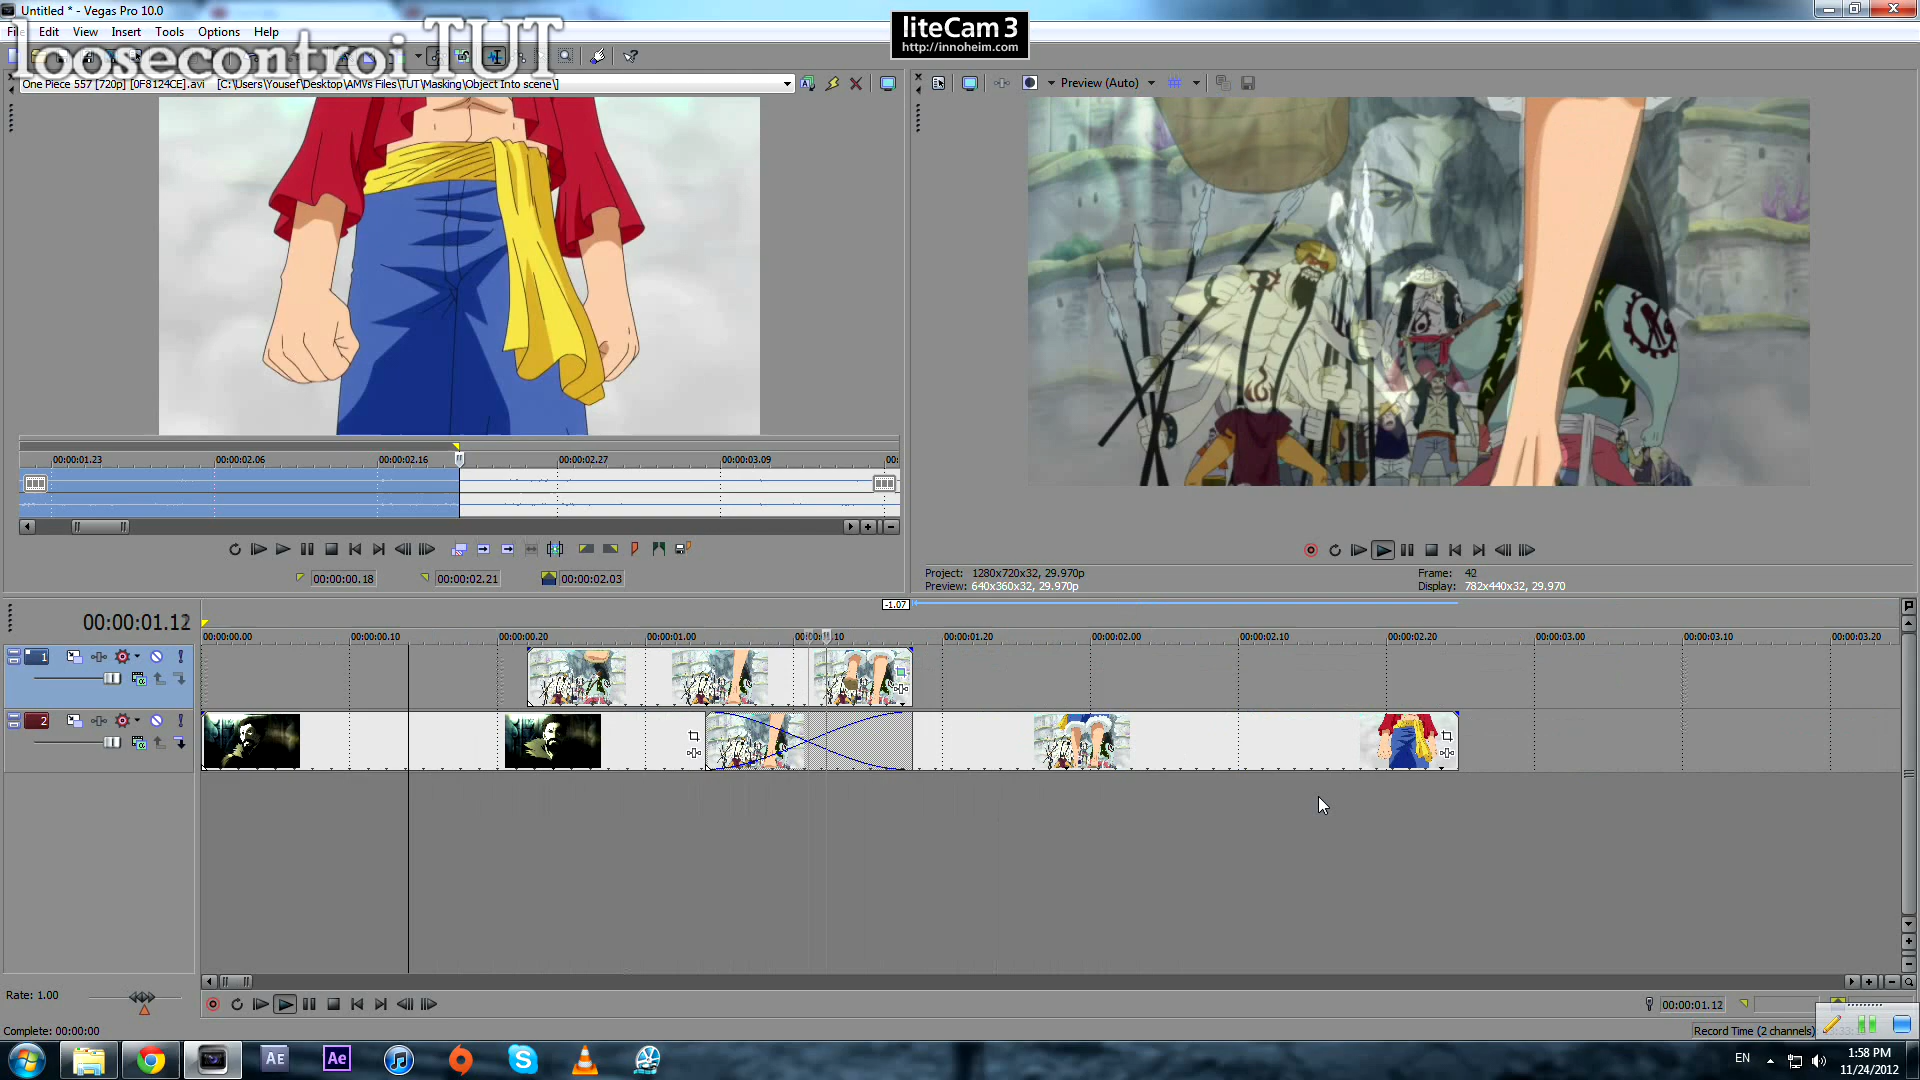 Untitled * - Vegas Pro 10.0
liteCam 3
http://innoheim.com
Edit View Insert Tools Options Help
loosecontrol TUT
One Piece 557 [720p] [0F8124CE].avi [C:\Users\Yousef\Desktop\AMVs Files\TUT\Masking\Object Into scene\]
Preview (Auto)
00:00:01.23 00:00:02.06 00:00:02.16 00:00:02.27 00:00:03.09 00:
00:00:00.18 00:00:02.21 00:00:02.03
Project: 1280x720x32, 29.970p Frame: 42
Preview: 640x360x32, 29.970p Display: 782x440x32, 29.970
-1.07
00:00:01.12
00:00:00.00 00:00:00.10 00:00:00.20 00:00:01.00 00:00:01.10 00:00:01.20 00:00:02.00 00:00:02.10 00:00:02.20 00:00:03.00 00:00:03.10 00:00:03.20
1
2
Rate: 1.00
00:00:01.12
Complete: 00:00:00
Record Time (2 channels)
AE Ae
EN
1:58 PM
11/24/2012